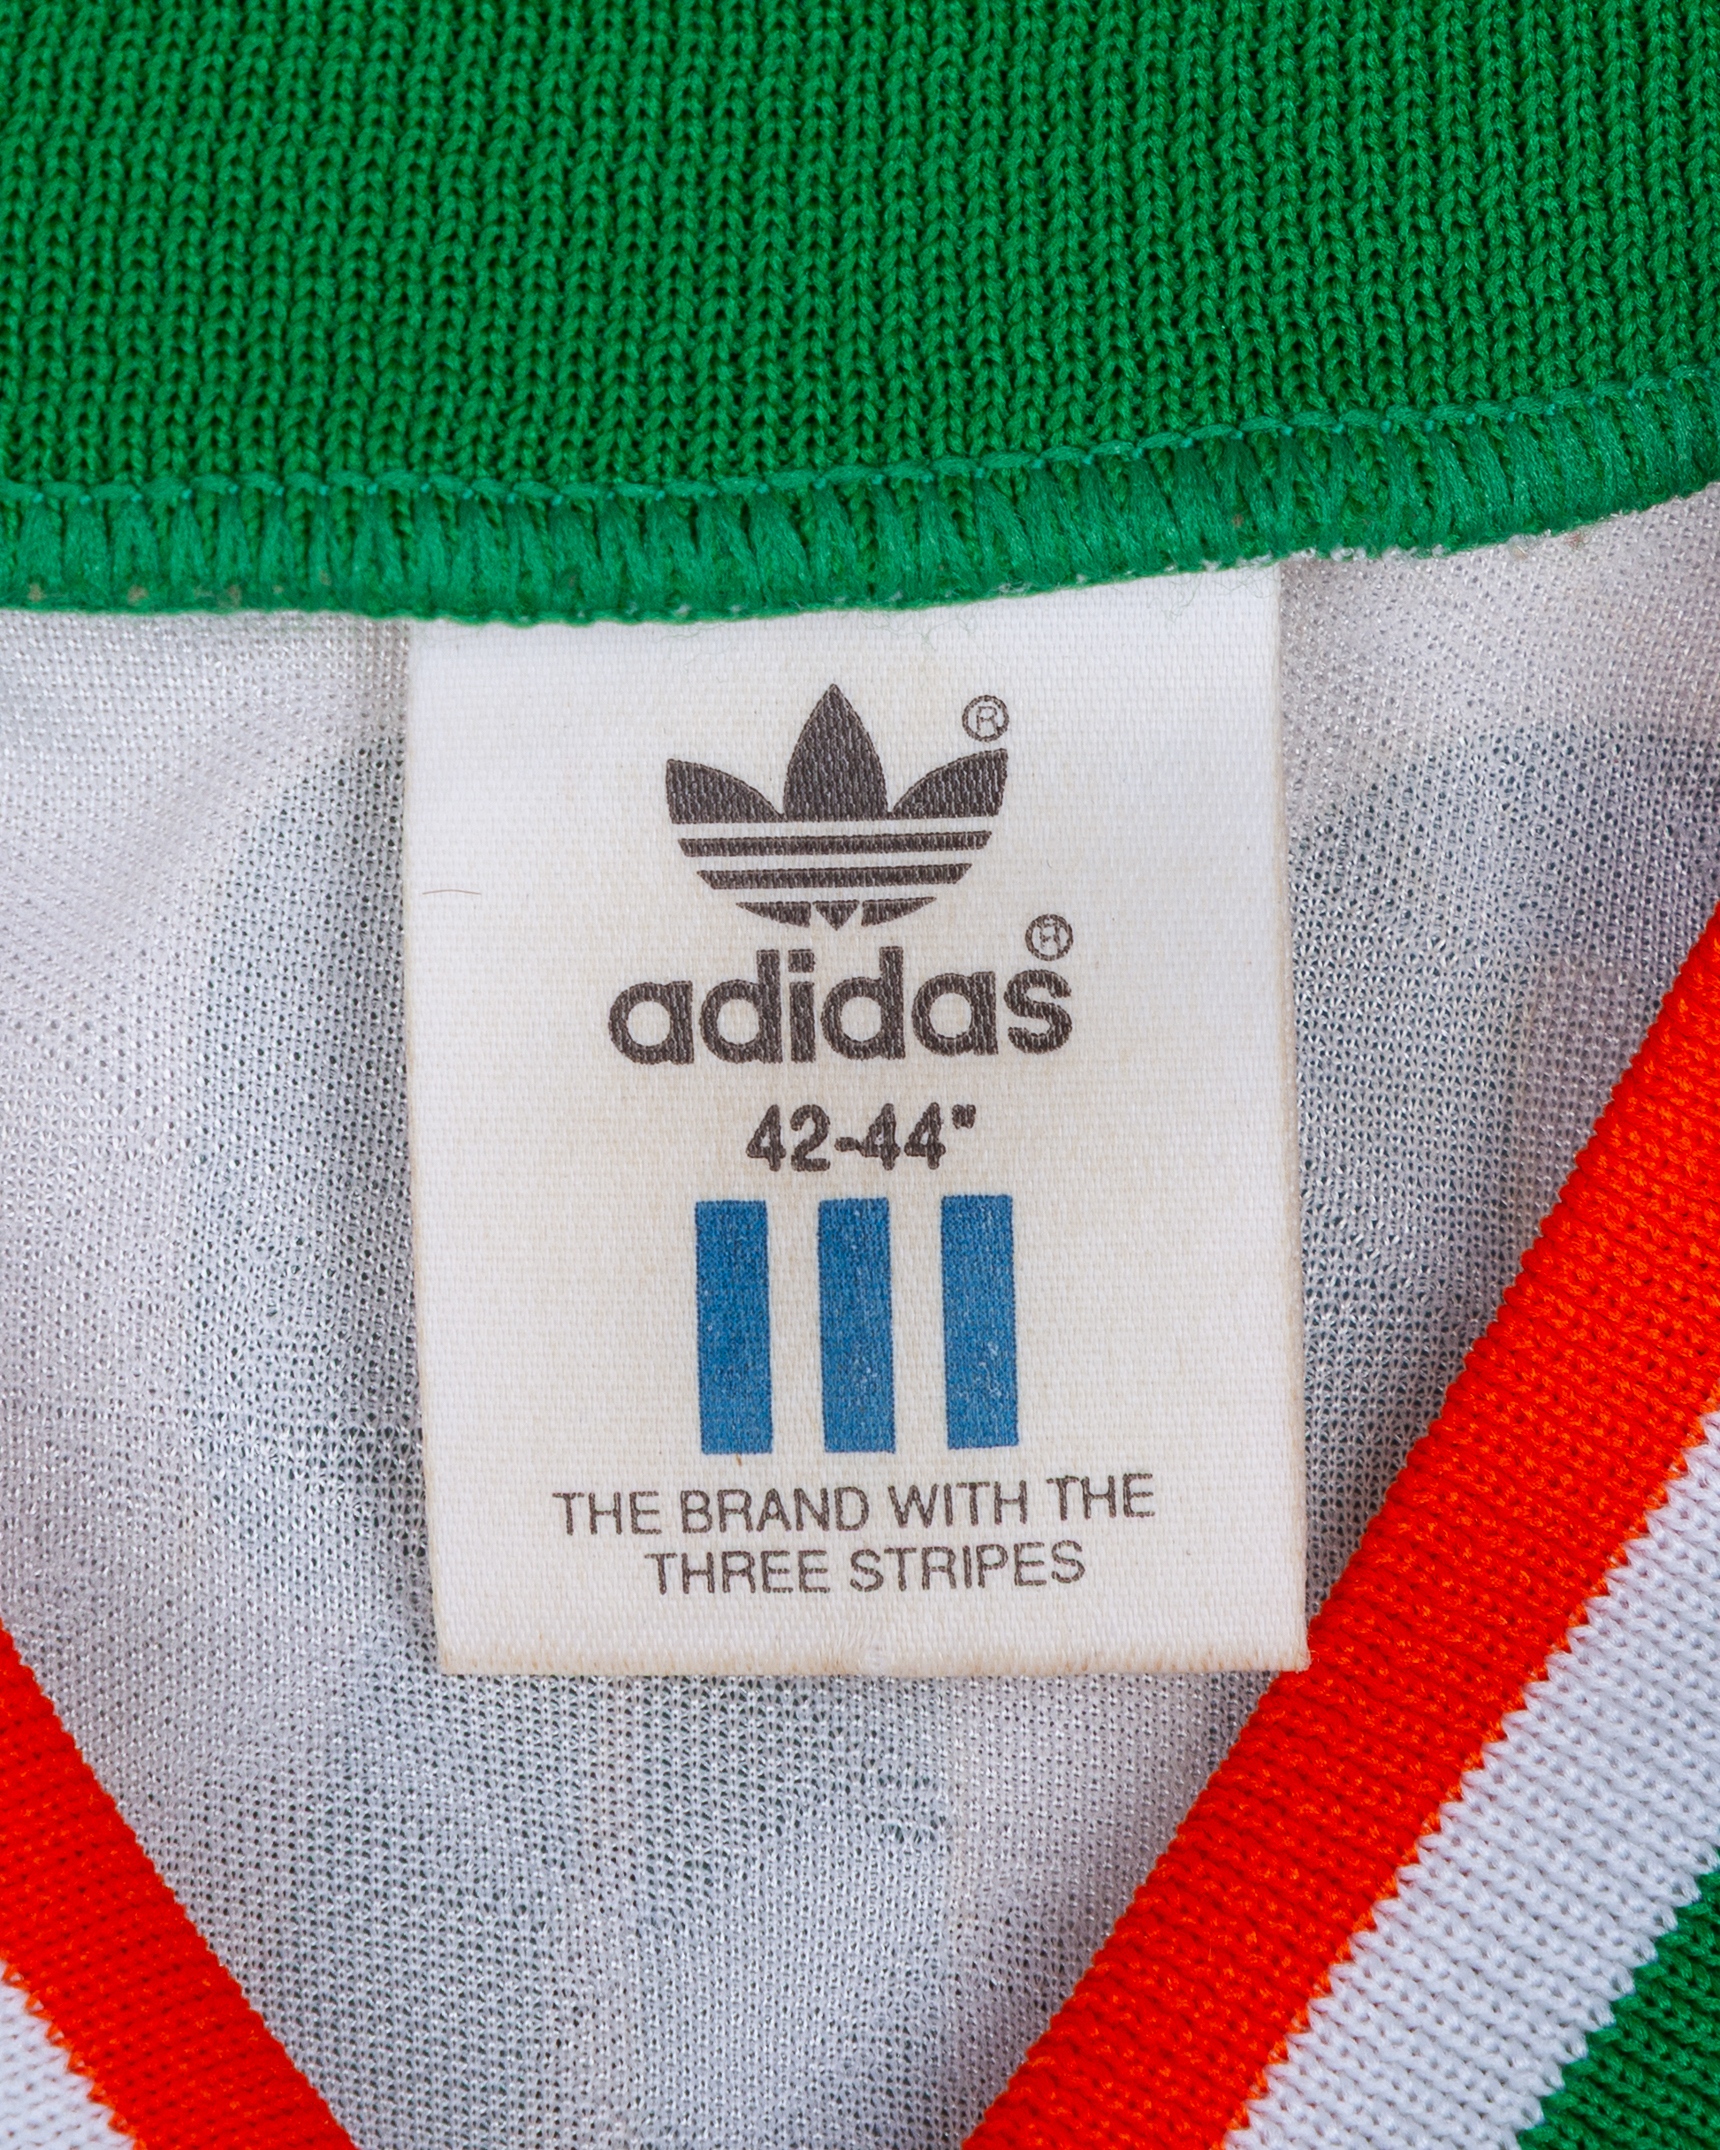 ®
adidas®
42-44"
THE BRAND WITH THE
THREE STRIPES